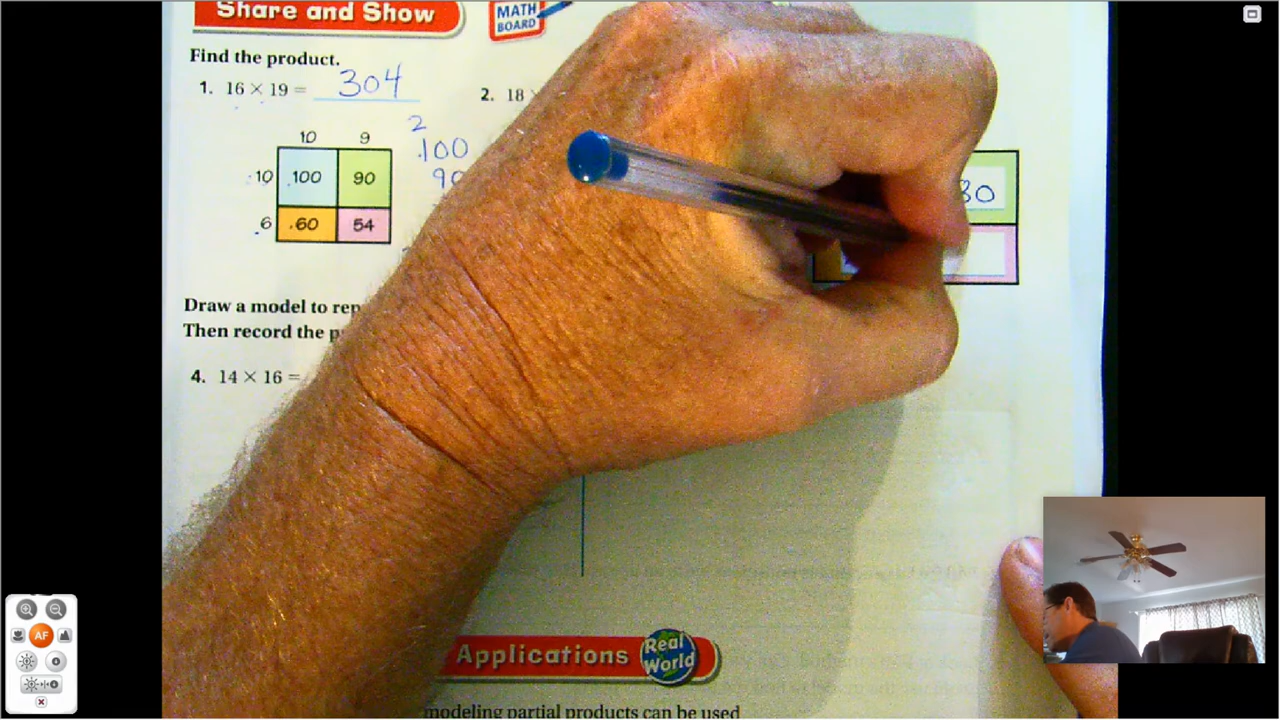 Share and Show
MATH BOARD
Find the product.
1. 16 × 19 = 304
2. 18
10 9
10 100 90
6 60 54
2
100
90
30
Draw a model to
Then record the
4. 14 × 16 =
Applications
Real World
modeling partial products can be used
AF